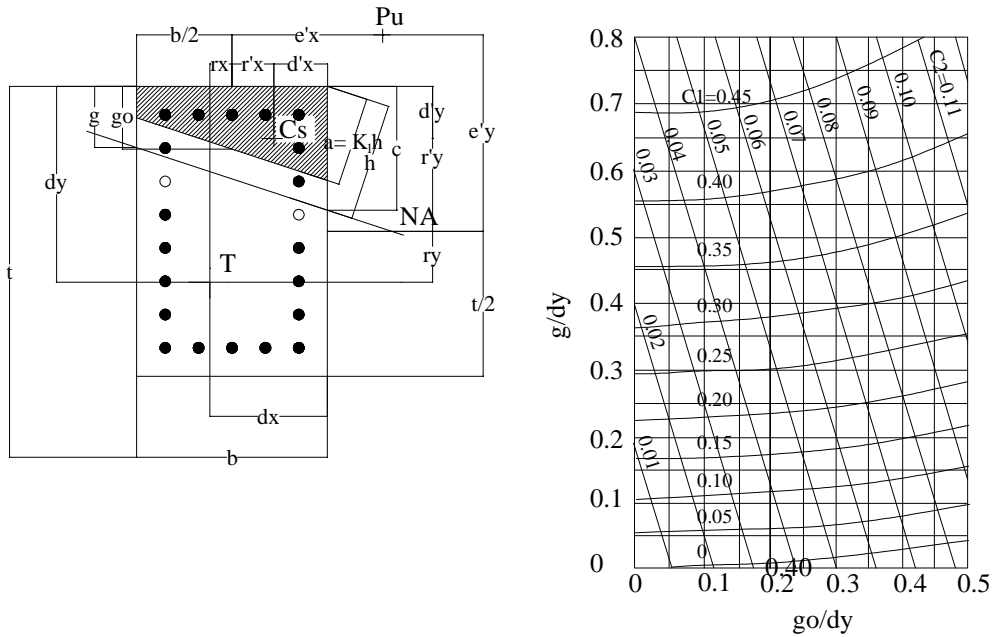 Pu
b/2
e'x
rx
r'x
d'x
g
go
Cs
a= K₁h
h
c
d'y
r'y
e'y
dy
NA
T
ry
t
t/2
dx
b
0.8
0.7
0.6
0.5
0.4
0.3
0.2
0.1
0
g/dy
C1=0.45
0.40
0.35
0.30
0.25
0.20
0.15
0.10
0.05
0
0.01
0.02
0.03
0.04
0.05
0.06
0.07
0.08
0.09
0.10
C2=0.11
0.40
0
0.1
0.2
0.3
0.4
0.5
go/dy